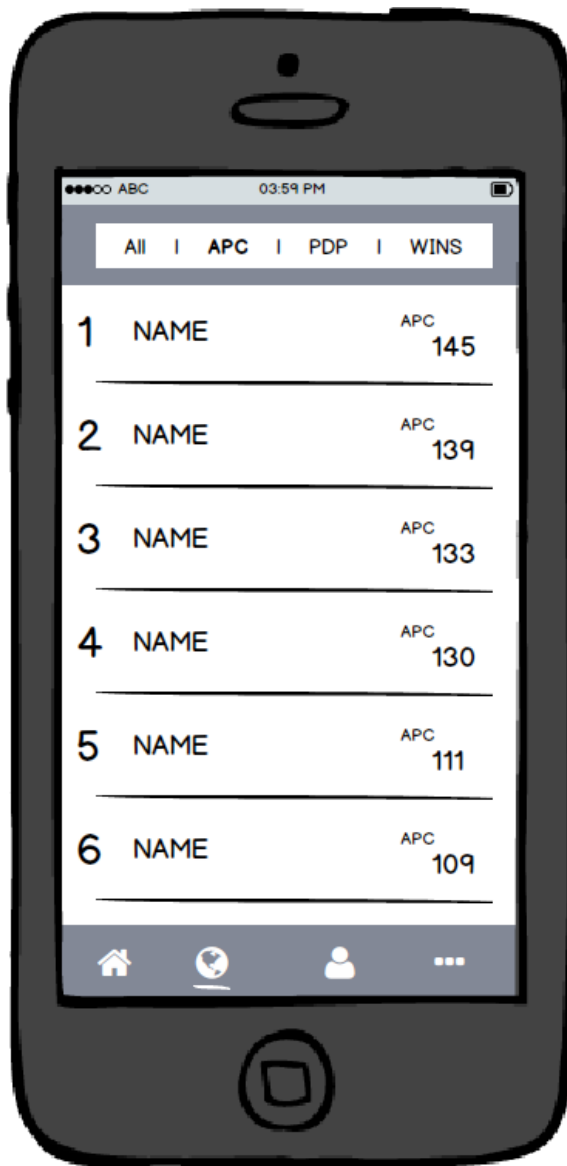 ABC 03:59 PM
All | APC | PDP | WINS
1 NAME APC 145
2 NAME APC 139
3 NAME APC 133
4 NAME APC 130
5 NAME APC 111
6 NAME APC 109